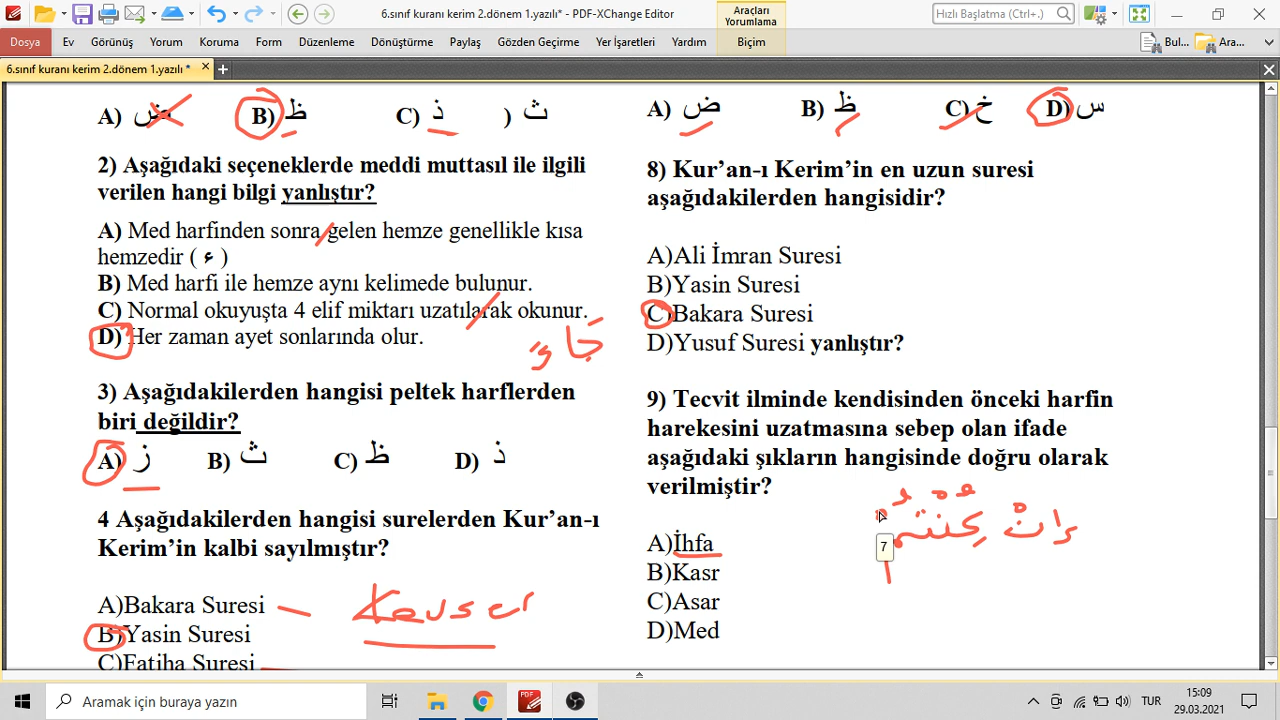 6.sınıf kuranı kerim 2.dönem 1.yazılı* * - PDF-XChange Editor
Araçları Yorumlama
Hızlı Başlatma (Ctrl+.)
Dosya Ev Görünüş Yorum Koruma Form Düzenleme Dönüştürme Paylaş Gözden Geçirme Yer İşaretleri Yardım Biçim Bul... Ara...
6.sınıf kuranı kerim 2.dönem 1.yazılı *
A) ض B) ظ C) ذ ) ث
2) Aşağıdaki seçeneklerde meddi muttasıl ile ilgili
verilen hangi bilgi yanlıştır?
A) Med harfinden sonra gelen hemze genellikle kısa
hemzedir ( ء )
B) Med harfi ile hemze aynı kelimede bulunur.
C) Normal okuyuşta 4 elif miktarı uzatılarak okunur.
D) Her zaman ayet sonlarında olur.
جَاءَ
3) Aşağıdakilerden hangisi peltek harflerden
biri değildir?
A) ز B) ث C) ظ D) ذ
4 Aşağıdakilerden hangisi surelerden Kur'an-ı
Kerim'in kalbi sayılmıştır?
A)Bakara Suresi
B)Yasin Suresi
C)Fatiha Suresi
Kevser
A) ض B) ظ C) خ D) س
8) Kur'an-ı Kerim'in en uzun suresi
aşağıdakilerden hangisidir?
A)Ali İmran Suresi
B)Yasin Suresi
C)Bakara Suresi
D)Yusuf Suresi yanlıştır?
9) Tecvit ilminde kendisinden önceki harfin
harekesini uzatmasına sebep olan ifade
aşağıdaki şıkların hangisinde doğru olarak
verilmiştir?
A)İhfa
B)Kasr
C)Asar
D)Med
اِنْ كُنْتُمْ
7
Aramak için buraya yazın
TUR
15:09
29.03.2021